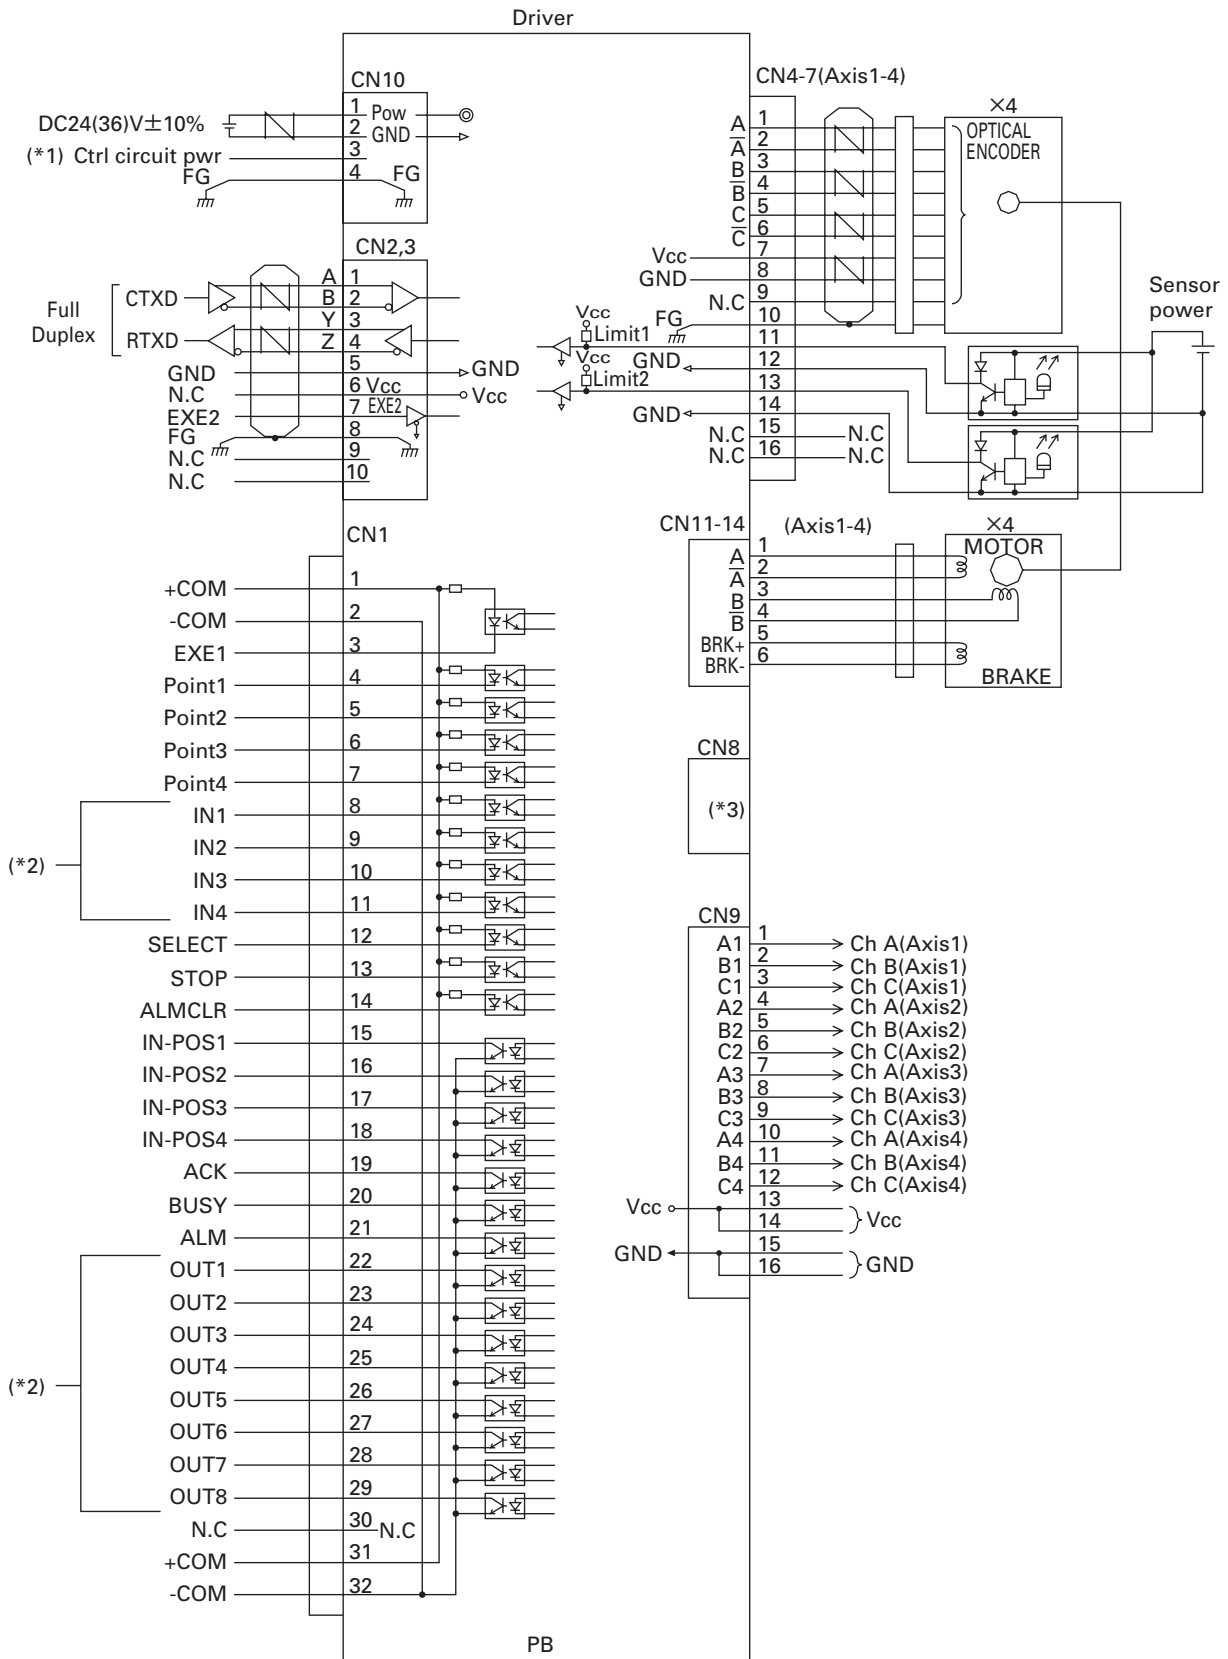 Driver
CN10
DC24(36)V±10%
1 Pow
2 GND
(*1) Ctrl circuit pwr 3
FG 4 FG
CN2,3
Full Duplex
CTXD
RTXD
A 1
B 2
Y 3
Z 4
GND 5 GND
N.C 6 Vcc Vcc
EXE2 7 EXE2
FG 8
N.C 9
N.C 10
CN1
+COM 1
-COM 2
EXE1 3
Point1 4
Point2 5
Point3 6
Point4 7
(*2)
IN1 8
IN2 9
IN3 10
IN4 11
SELECT 12
STOP 13
ALMCLR 14
IN-POS1 15
IN-POS2 16
IN-POS3 17
IN-POS4 18
ACK 19
BUSY 20
ALM 21
(*2)
OUT1 22
OUT2 23
OUT3 24
OUT4 25
OUT5 26
OUT6 27
OUT7 28
OUT8 29
N.C 30 N.C
+COM 31
-COM 32
CN4-7(Axis1-4)
A 1
A̅ 2
B 3
B̅ 4
C 5
C̅ 6
Vcc 7
GND 8
N.C 9
FG 10
Vcc Limit1 11
GND 12
Vcc Limit2 13
GND 14
N.C 15 N.C
N.C 16 N.C
×4
OPTICAL
ENCODER
Sensor
power
CN11-14 (Axis1-4)
A 1
A̅ 2
B 3
B̅ 4
BRK+ 5
BRK- 6
×4
MOTOR
BRAKE
CN8
(*3)
CN9
A1 1 Ch A(Axis1)
B1 2 Ch B(Axis1)
C1 3 Ch C(Axis1)
A2 4 Ch A(Axis2)
B2 5 Ch B(Axis2)
C2 6 Ch C(Axis2)
A3 7 Ch A(Axis3)
B3 8 Ch B(Axis3)
C3 9 Ch C(Axis3)
A4 10 Ch A(Axis4)
B4 11 Ch B(Axis4)
C4 12 Ch C(Axis4)
Vcc 13
14 Vcc
GND 15
16 GND
PB